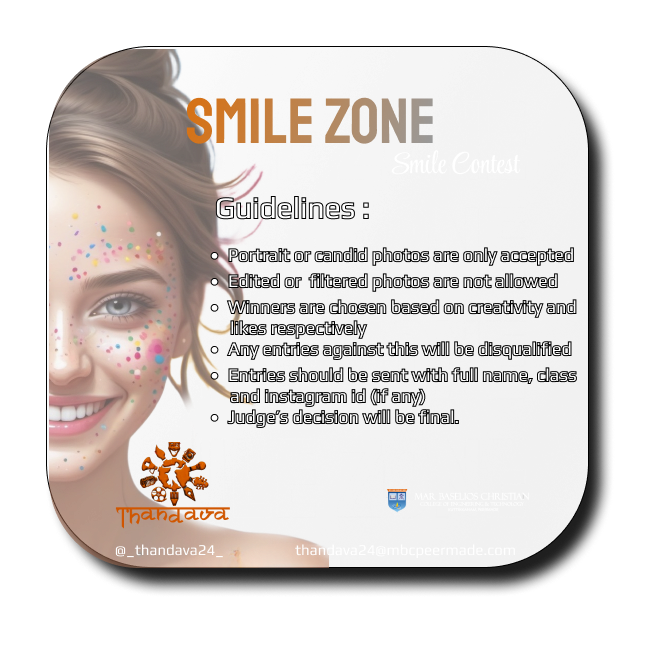 SMILE ZONE
Smile Contest
Guidelines :
• Portrait or candid photos are only accepted
• Edited or filtered photos are not allowed
• Winners are chosen based on creativity and
likes respectively
• Any entries against this will be disqualified
• Entries should be sent with full name, class
and instagram id (if any)
• Judge's decision will be final.
Thandava
MAR BASELIOS CHRISTIAN
@_thandava24_
thandava24@mbcpeermade.com